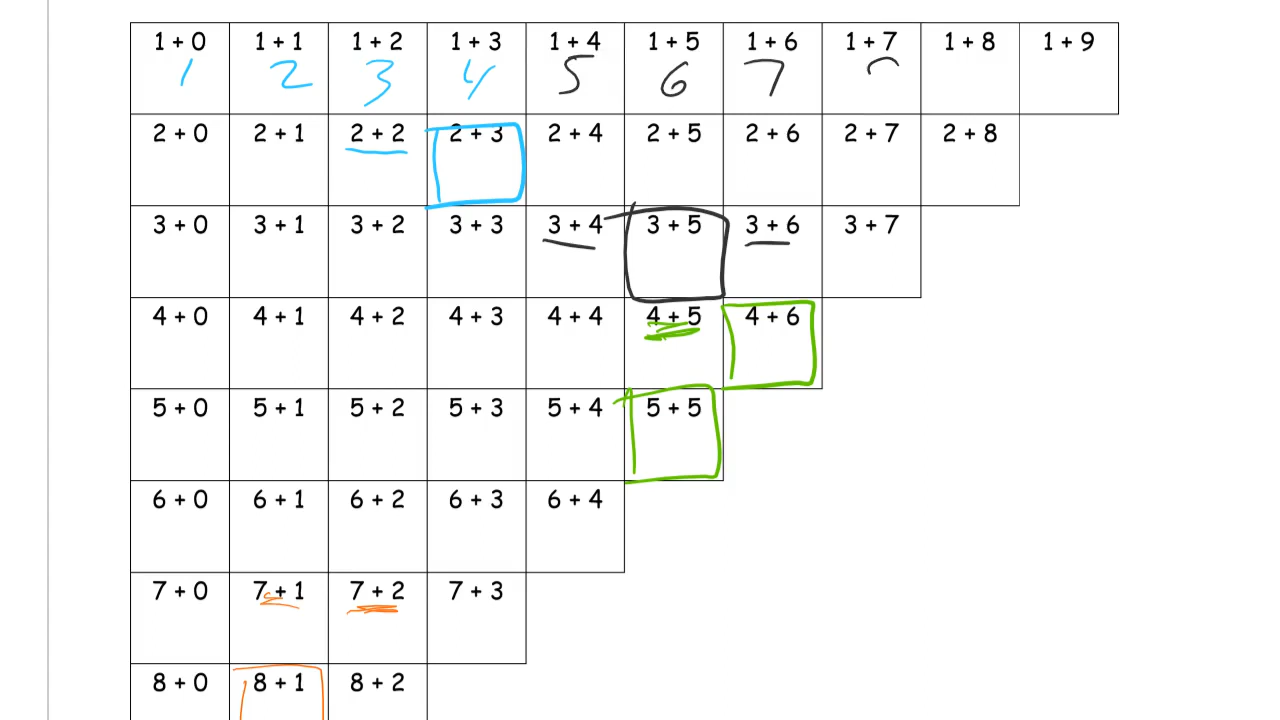 1 + 0 1 + 1 1 + 2 1 + 3 1 + 4 1 + 5 1 + 6 1 + 7 1 + 8 1 + 9
1 2 3 4 5 6 7
2 + 0 2 + 1 2 + 2 2 + 3 2 + 4 2 + 5 2 + 6 2 + 7 2 + 8
3 + 0 3 + 1 3 + 2 3 + 3 3 + 4 3 + 5 3 + 6 3 + 7
4 + 0 4 + 1 4 + 2 4 + 3 4 + 4 4 + 5 4 + 6
5 + 0 5 + 1 5 + 2 5 + 3 5 + 4 5 + 5
6 + 0 6 + 1 6 + 2 6 + 3 6 + 4
7 + 0 7 + 1 7 + 2 7 + 3
8 + 0 8 + 1 8 + 2